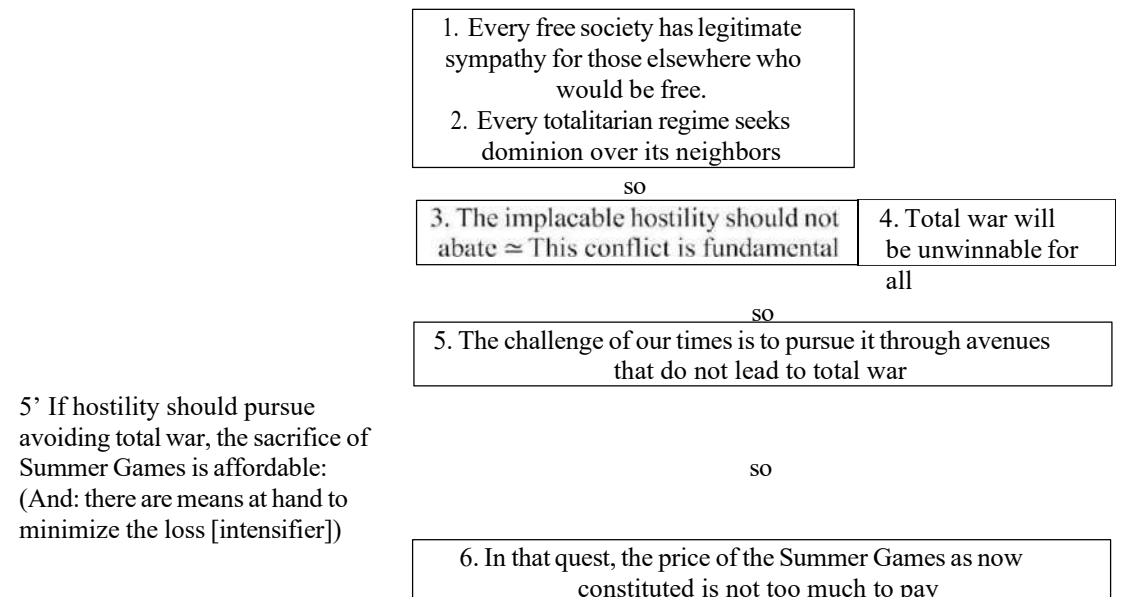 1. Every free society has legitimate
sympathy for those elsewhere who
would be free.
2. Every totalitarian regime seeks
dominion over its neighbors
so
3. The implacable hostility should not
abate ≃ This conflict is fundamental
4. Total war will
be unwinnable for
all
so
5. The challenge of our times is to pursue it through avenues
that do not lead to total war
5’ If hostility should pursue
avoiding total war, the sacrifice of
Summer Games is affordable:
(And: there are means at hand to
minimize the loss [intensifier])
so
6. In that quest, the price of the Summer Games as now
constituted is not too much to pay